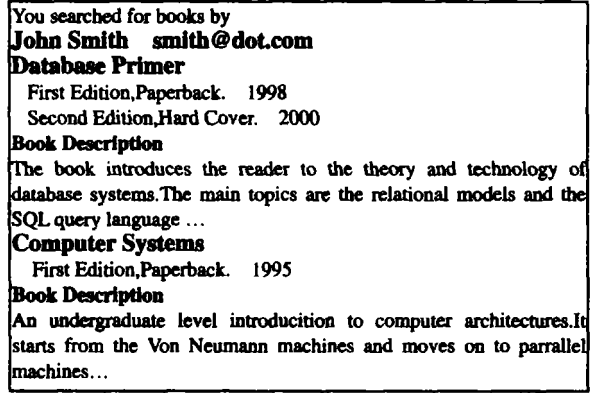 You searched for books by
John Smith smith@dot.com
Database Primer
First Edition,Paperback. 1998
Second Edition,Hard Cover. 2000
Book Description
The book introduces the reader to the theory and technology of
database systems.The main topics are the relational models and the
SQL query language ...
Computer Systems
First Edition,Paperback. 1995
Book Description
An undergraduate level introducition to computer architectures.It
starts from the Von Neumann machines and moves on to parrallel
machines...